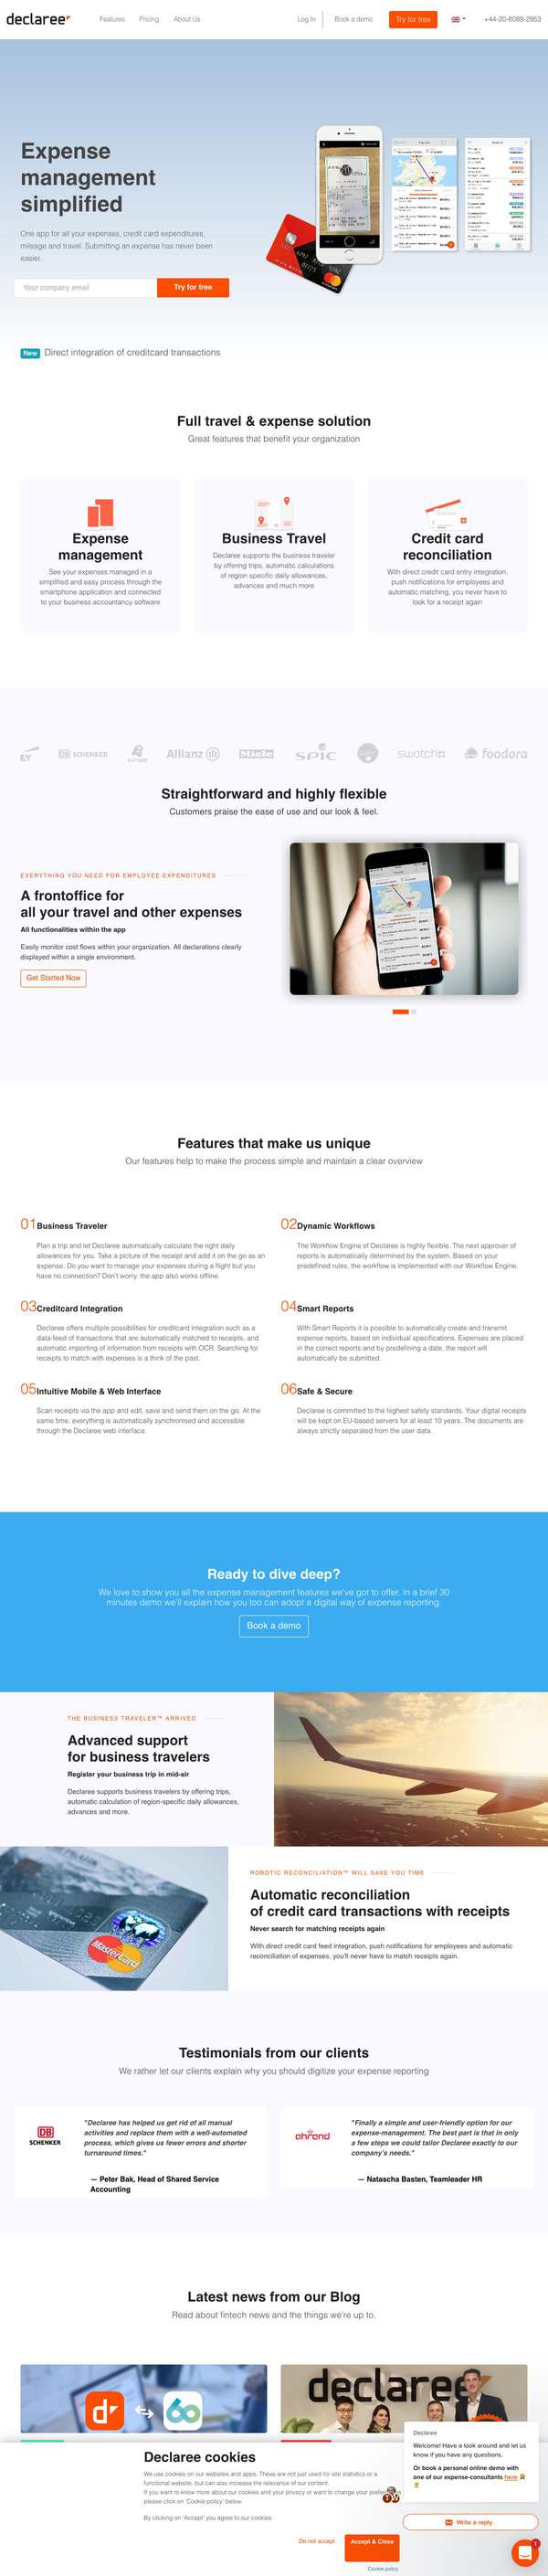 declaree
Features
Pricing
About Us
Log In
Book a demo
Try for free
+44-20-8089-2953
Expense
management
simplified
One app for all your expenses, credit card expenditures,
mileage and travel. Submitting an expense has never been
easier.
Your company email
Try for free
New Direct integration of creditcard transactions
Full travel & expense solution
Great features that benefit your organization
Expense
management
See your expenses managed in a
simplified and easy process through the
smartphone application and connected
to your business accountancy software
Business Travel
Declaree supports the business traveler
by offering trips, automatic calculations
of region specific daily allowances,
advances and much more
Credit card
reconciliation
With direct credit card entry integration,
push notifications for employees and
automatic matching, you never have to
look for a receipt again
EY
DB SCHENKER
Allianz
Miele
SPIE
swatch
foodora
Straightforward and highly flexible
Customers praise the ease of use and our look & feel.
EVERYTHING YOU NEED FOR EMPLOYEE EXPENDITURES
A frontoffice for
all your travel and other expenses
All functionalities within the app
Easily monitor cost flows within your organization. All declarations clearly
displayed within a single environment.
Get Started Now
Features that make us unique
Our features help to make the process simple and maintain a clear overview
01 Business Traveler
Plan a trip and let Declaree automatically calculate the right daily
allowances for you. Take a picture of the receipt and add it on the go as an
expense. Do you want to manage your expenses during a flight but you
have no connection? Don't worry, the app also works offline.
02 Dynamic Workflows
The Workflow Engine of Declaree is highly flexible. The next approver of
reports is automatically determined by the system. Based on your
predefined rules, the workflow is implemented with our Workflow Engine.
03 Creditcard Integration
Declaree offers multiple possibilities for creditcard integration such as a
data-feed of transactions that are automatically matched to receipts, and
automatic importing of information from receipts with OCR. Searching for
receipts to match with expenses is a think of the past.
04 Smart Reports
With Smart Reports it is possible to automatically create and transmit
expense reports, based on individual specifications. Expenses are placed
in the correct reports and by predefining a date, the report will
automatically be submitted.
05 Intuitive Mobile & Web Interface
Scan receipts via the app and edit, save and send them on the go. At the
same time, everything is automatically synchronised and accessible
through the Declaree web interface.
06 Safe & Secure
Declaree is committed to the highest safety standards. Your digital receipts
will be kept on EU-based servers for at least 10 years. The documents are
always strictly separated from the user data.
Ready to dive deep?
We love to show you all the expense management features we've got to offer. In a brief 30
minutes demo we'll explain how you too can adopt a digital way of expense reporting.
Book a demo
THE BUSINESS TRAVELER™ ARRIVED
Advanced support
for business travelers
Register your business trip in mid-air
Declaree supports business travelers by offering trips,
automatic calculation of region-specific daily allowances,
advances and more.
MasterCard
ROBOTIC RECONCILIATION™ WILL SAVE YOU TIME
Automatic reconciliation
of credit card transactions with receipts
Never search for matching receipts again
With direct credit card feed integration, push notifications for employees and automatic
reconciliation of expenses, you'll never have to match receipts again.
Testimonials from our clients
We rather let our clients explain why you should digitize your expense reporting
DB
SCHENKER
"Declaree has helped us get rid of all manual
activities and replace them with a well-automated
process, which gives us fewer errors and shorter
turnaround times."
— Peter Bak, Head of Shared Service
Accounting
ahrend
"Finally a simple and user-friendly option for our
expense-management. The best part is that in only
a few steps we could tailor Declaree exactly to our
company's needs."
— Natascha Basten, Teamleader HR
Latest news from our Blog
Read about fintech news and the things we're up to.
declaree
Declaree cookies
We use cookies on our websites and apps. These are not just used for site statistics or a
functional website, but can also increase the relevance of our content.
If you want to know more about our cookies and your privacy or want to change your
please click on 'Cookie policy' below.
By clicking on 'Accept' you agree to our cookies.
Do not accept
Accept & Close
Cookie policy
Declaree
Welcome! Have a look around and let us
know if you have any questions.
Or book a personal online demo with
one of our expense-consultants here
Write a reply
1